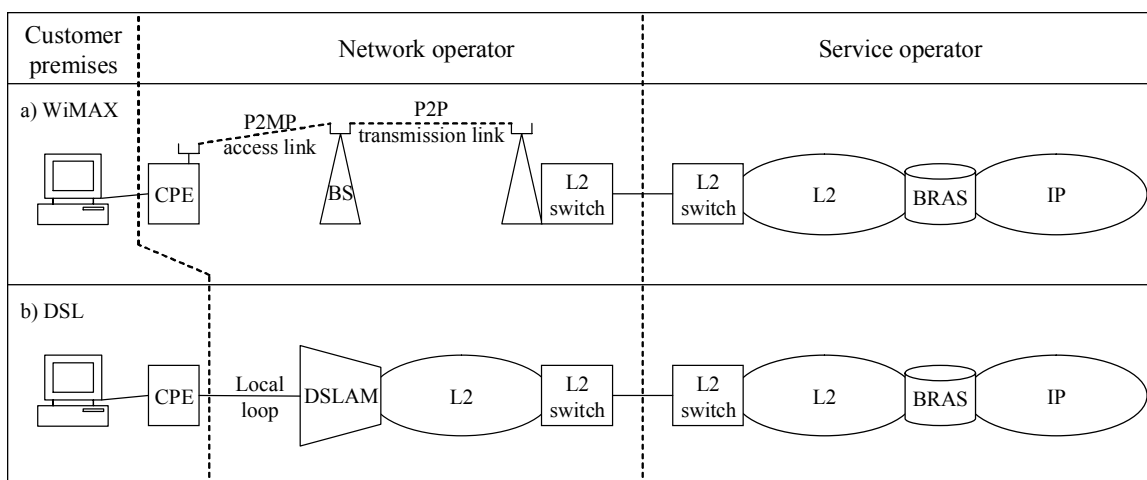 Customer
premises
Network operator
Service operator
a) WiMAX
P2MP
access link
P2P
transmission link
CPE
BS
L2
switch
L2
switch
L2
BRAS
IP
b) DSL
CPE
Local
loop
DSLAM
L2
L2
switch
L2
switch
L2
BRAS
IP